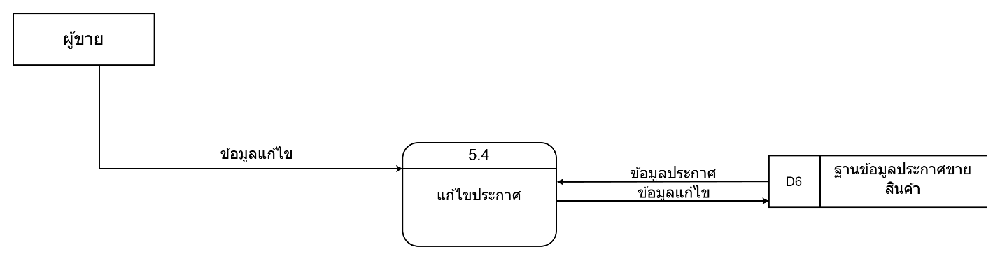 ผู้ขาย
ข้อมูลแก้ไข
5.4
แก้ไขประกาศ
ข้อมูลประกาศ
ข้อมูลแก้ไข
D6
ฐานข้อมูลประกาศขาย
สินค้า